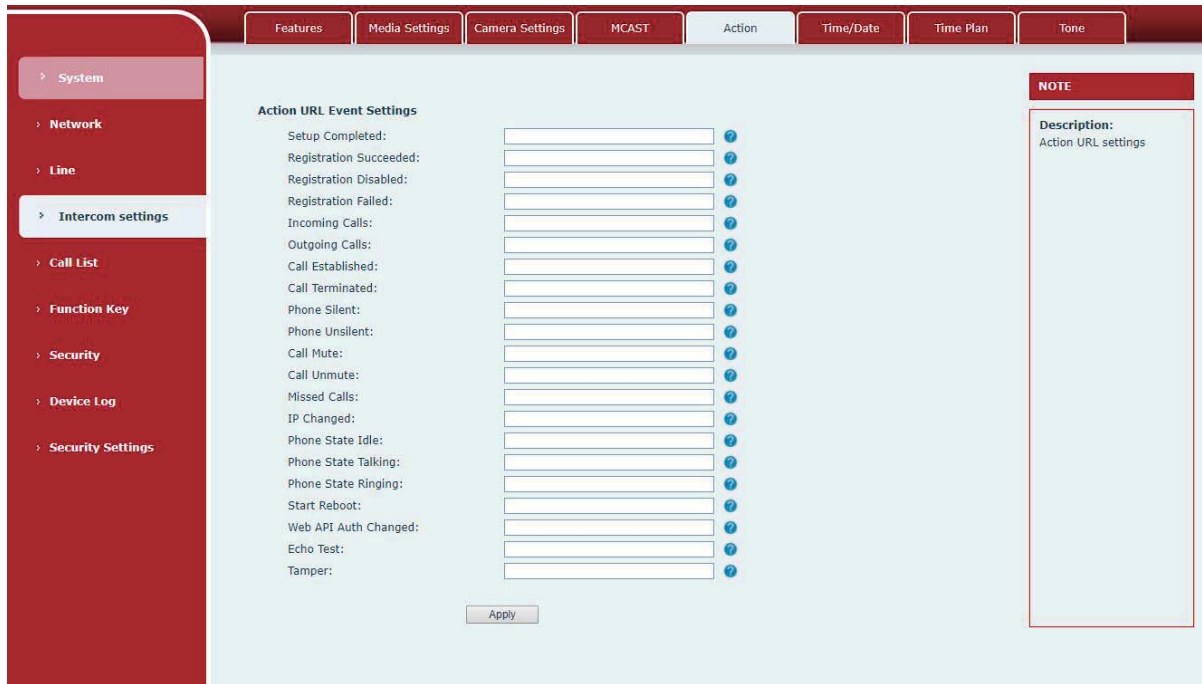 Features Media Settings Camera Settings MCAST Action Time/Date Time Plan Tone
System
Network
Line
Intercom settings
Call List
Function Key
Security
Device Log
Security Settings
Action URL Event Settings
Setup Completed:
Registration Succeeded:
Registration Disabled:
Registration Failed:
Incoming Calls:
Outgoing Calls:
Call Established:
Call Terminated:
Phone Silent:
Phone Unsilent:
Call Mute:
Call Unmute:
Missed Calls:
IP Changed:
Phone State Idle:
Phone State Talking:
Phone State Ringing:
Start Reboot:
Web API Auth Changed:
Echo Test:
Tamper:
Apply
NOTE
Description:
Action URL settings